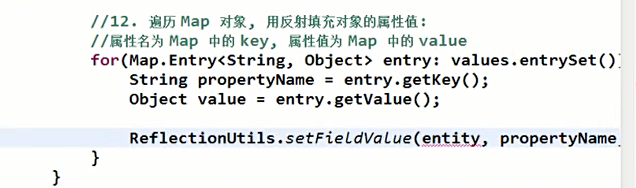 //12. 遍历 Map 对象, 用反射填充对象的属性值:
//属性名为 Map 中的 key, 属性值为 Map 中的 value
for(Map.Entry<String, Object> entry: values.entrySet()
String propertyName = entry.getKey();
Object value = entry.getValue();
ReflectionUtils.setFieldValue(entity, propertyName
}
}